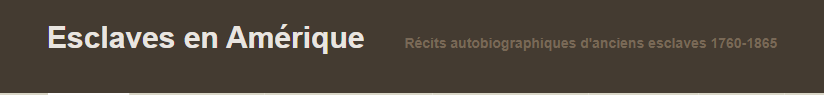 Esclaves en Amérique
Récits autobiographiques d'anciens esclaves 1760-1865